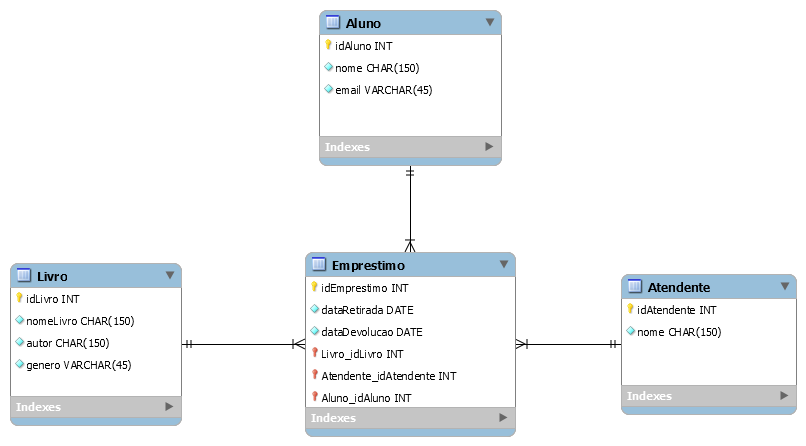 Aluno
idAluno INT
nome CHAR(150)
email VARCHAR(45)
Indexes
Livro
idLivro INT
nomeLivro CHAR(150)
autor CHAR(150)
genero VARCHAR(45)
Indexes
Emprestimo
idEmprestimo INT
dataRetirada DATE
dataDevolucao DATE
Livro_idLivro INT
Atendente_idAtendente INT
Aluno_idAluno INT
Indexes
Atendente
idAtendente INT
nome CHAR(150)
Indexes